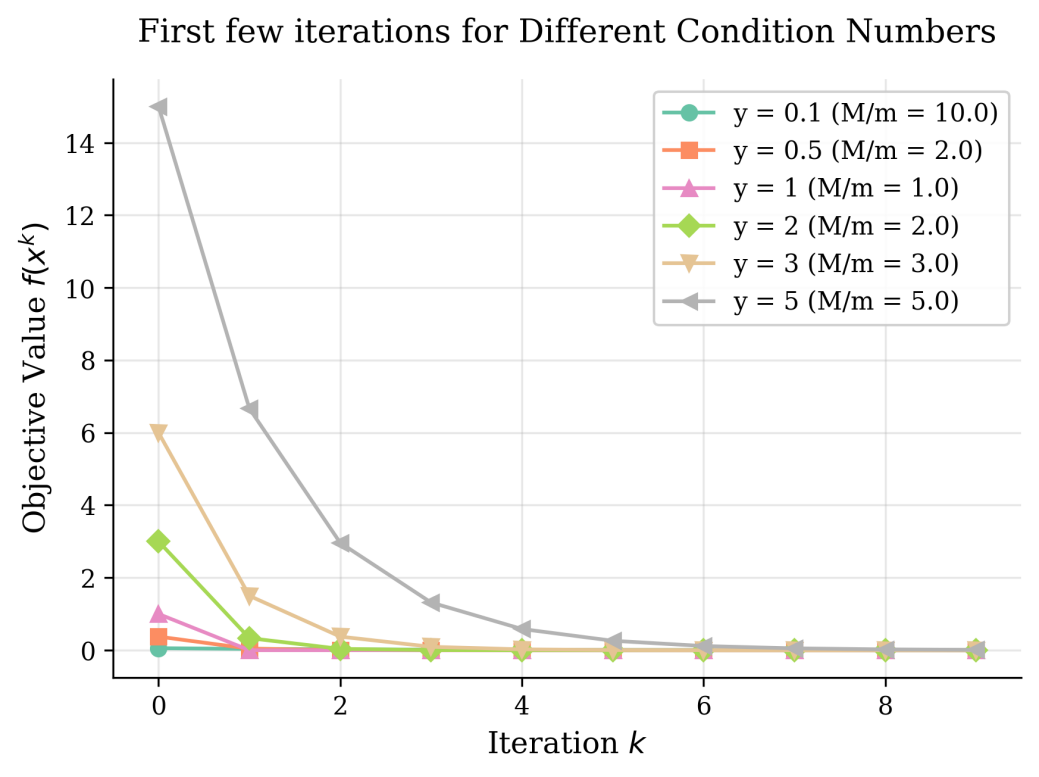 First few iterations for Different Condition Numbers
y = 0.1 (M/m = 10.0)
y = 0.5 (M/m = 2.0)
y = 1 (M/m = 1.0)
y = 2 (M/m = 2.0)
y = 3 (M/m = 3.0)
y = 5 (M/m = 5.0)
Objective Value f(x^k)
14
12
10
8
6
4
2
0
0 2 4 6 8
Iteration k